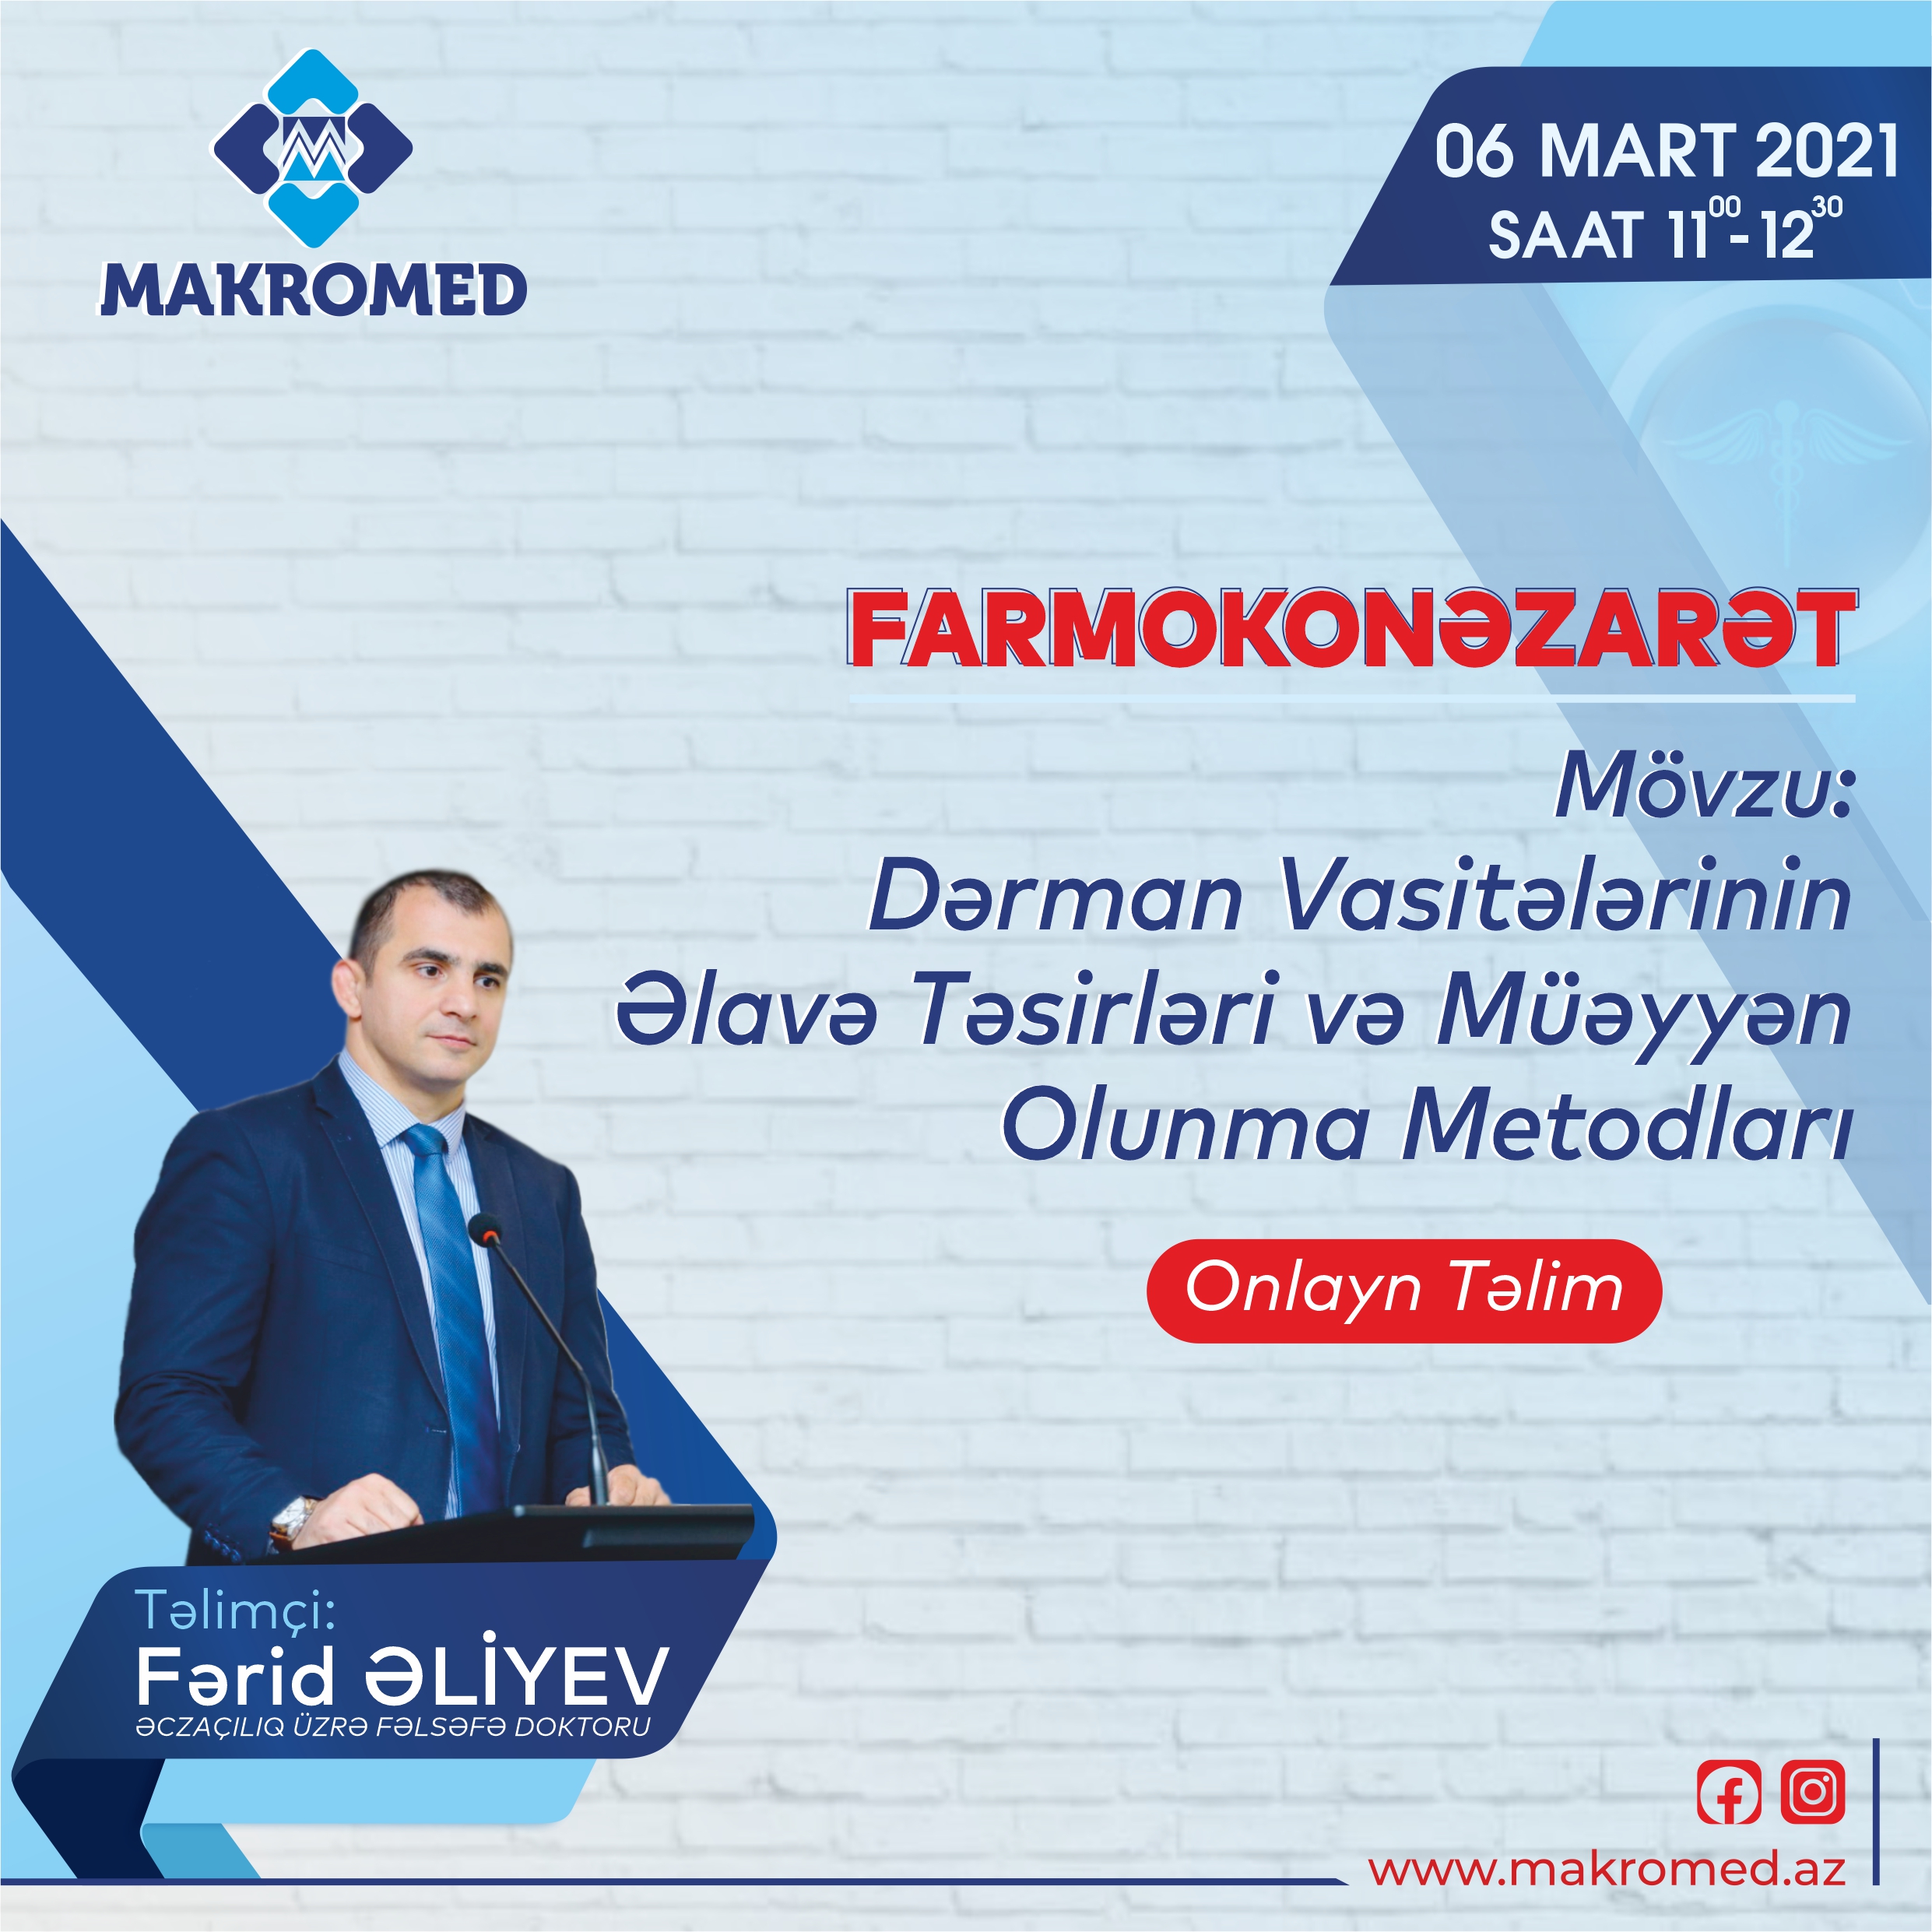 MAKROMED
06 MART 2021
SAAT 11⁰⁰-12³⁰
FARMOKONƏZARƏT
Mövzu:
Dərman Vasitələrinin
Əlavə Təsirləri və Müəyyən
Olunma Metodları
Onlayn Təlim
Təlimçi:
Fərid ƏLİYEV
ƏCZAÇILIQ ÜZRƏ FƏLSƏFƏ DOKTORU
www.makromed.az